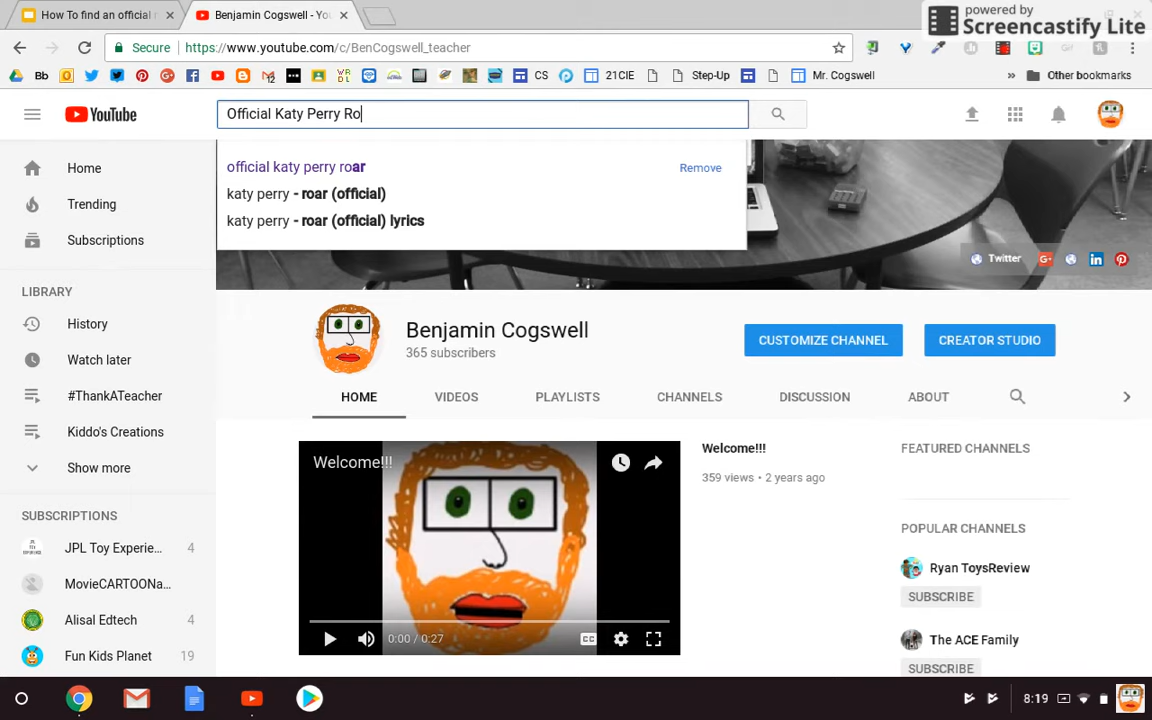 How To find an official
Benjamin Cogswell - You
powered by
Screencastify Lite
Secure
https://www.youtube.com/c/BenCogswell_teacher
Bb
CS
21CIE
Step-Up
Mr. Cogswell
»
Other bookmarks
YouTube
Official Katy Perry Ro
official katy perry roar
Remove
katy perry - roar (official)
katy perry - roar (official) lyrics
Home
Trending
Subscriptions
LIBRARY
History
Watch later
#ThankATeacher
Kiddo's Creations
Show more
SUBSCRIPTIONS
JPL Toy Experie... 4
MovieCARTOONa...
Alisal Edtech 4
Fun Kids Planet 19
Twitter
Benjamin Cogswell
365 subscribers
CUSTOMIZE CHANNEL
CREATOR STUDIO
HOME VIDEOS PLAYLISTS CHANNELS DISCUSSION ABOUT
Welcome!!!
0:00 / 0:27
Welcome!!!
359 views • 2 years ago
FEATURED CHANNELS
POPULAR CHANNELS
Ryan ToysReview
SUBSCRIBE
The ACE Family
SUBSCRIBE
8:19